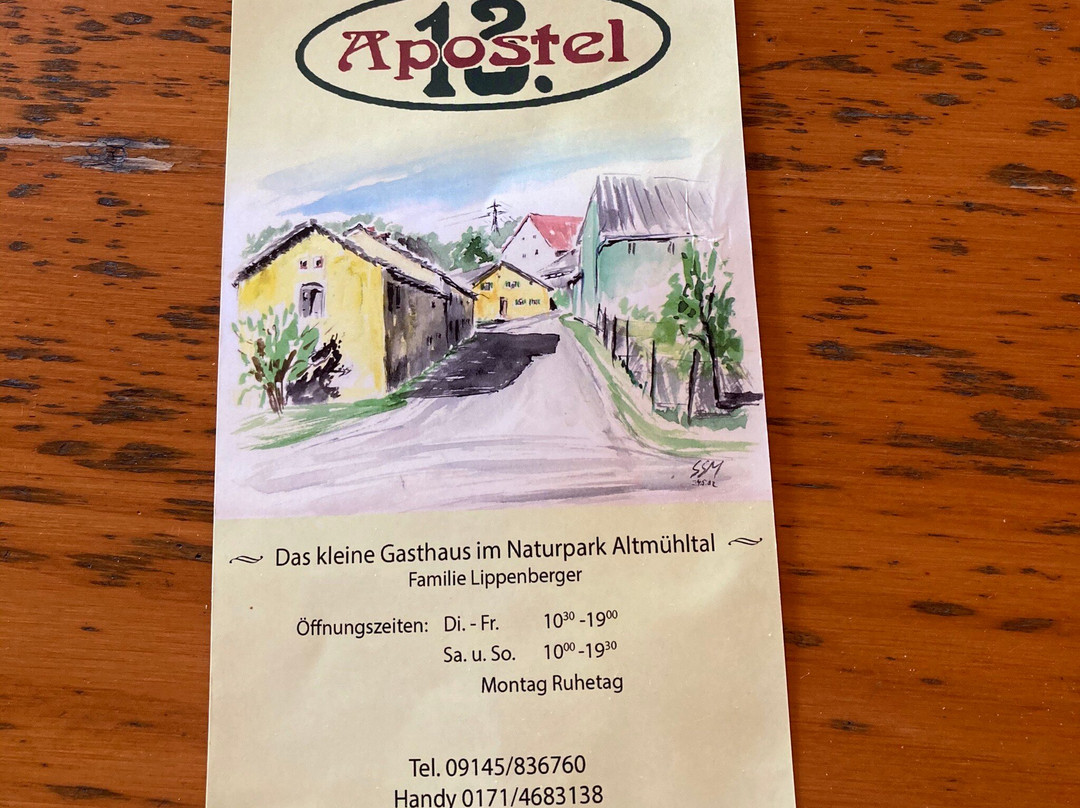 13. Apostel
SSM
Das kleine Gasthaus im Naturpark Altmühltal
Familie Lippenberger
Öffnungszeiten: Di. - Fr. 10³⁰ -19⁰⁰
Sa. u. So. 10⁰⁰ -19³⁰
Montag Ruhetag
Tel. 09145/836760
Handy 0171/4683138